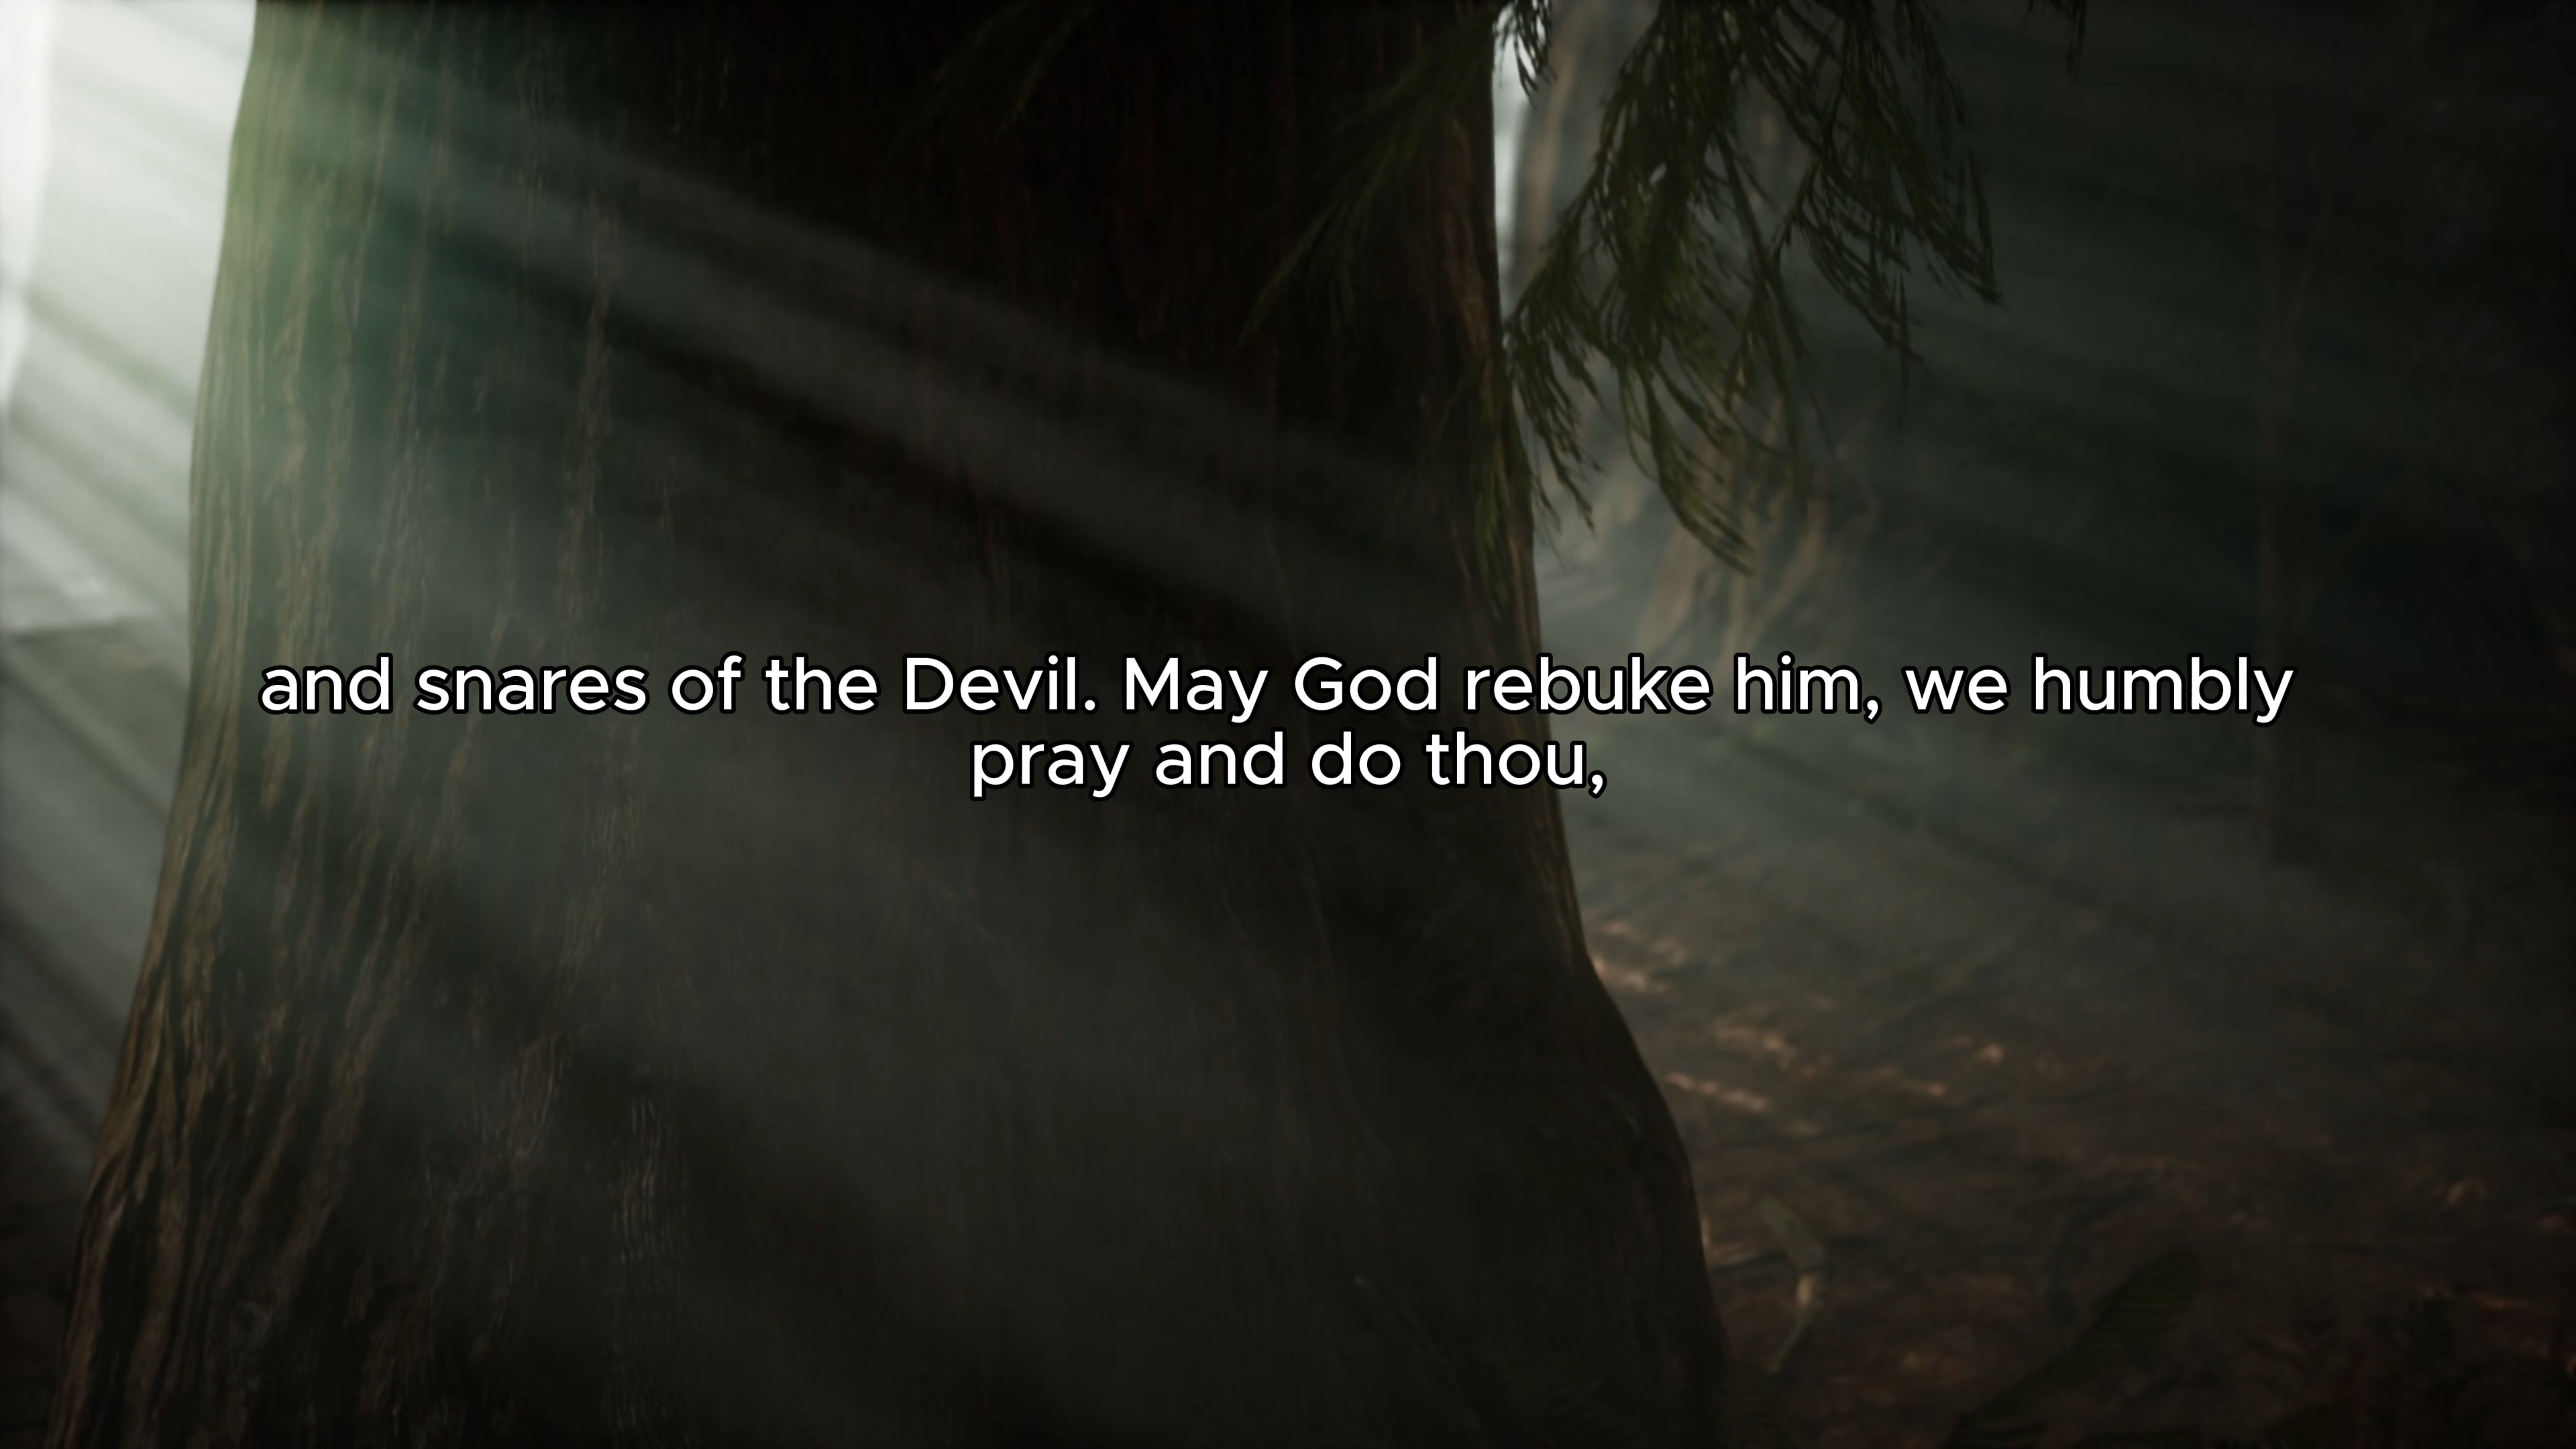 and snares of the Devil. May God rebuke him, we humbly
pray and do thou,